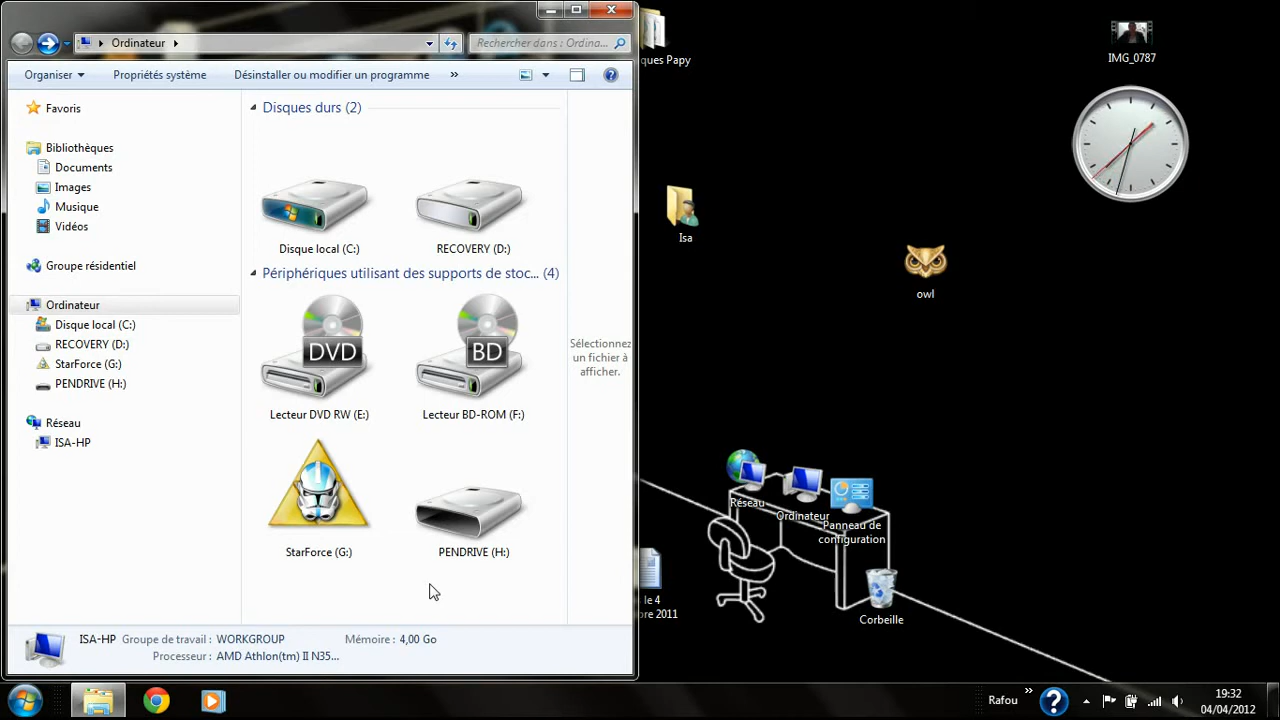 Ordinateur
Rechercher dans : Ordina...
Organiser
Propriétés système
Désinstaller ou modifier un programme
»
Favoris
Bibliothèques
Documents
Images
Musique
Vidéos
Groupe résidentiel
Ordinateur
Disque local (C:)
RECOVERY (D:)
StarForce (G:)
PENDRIVE (H:)
Réseau
ISA-HP
Disques durs (2)
Disque local (C:)
RECOVERY (D:)
Périphériques utilisant des supports de stoc... (4)
DVD
BD
Lecteur DVD RW (E:)
Lecteur BD-ROM (F:)
StarForce (G:)
PENDRIVE (H:)
Sélectionnez
un fichier à
afficher.
ISA-HP
Groupe de travail : WORKGROUP
Mémoire : 4,00 Go
Processeur : AMD Athlon(tm) II N35...
ques Papy
IMG_0787
Isa
owl
Réseau
Ordinateur
Panneau de
configuration
Corbeille
le 4
bre 2011
Rafou
»
19:32
04/04/2012